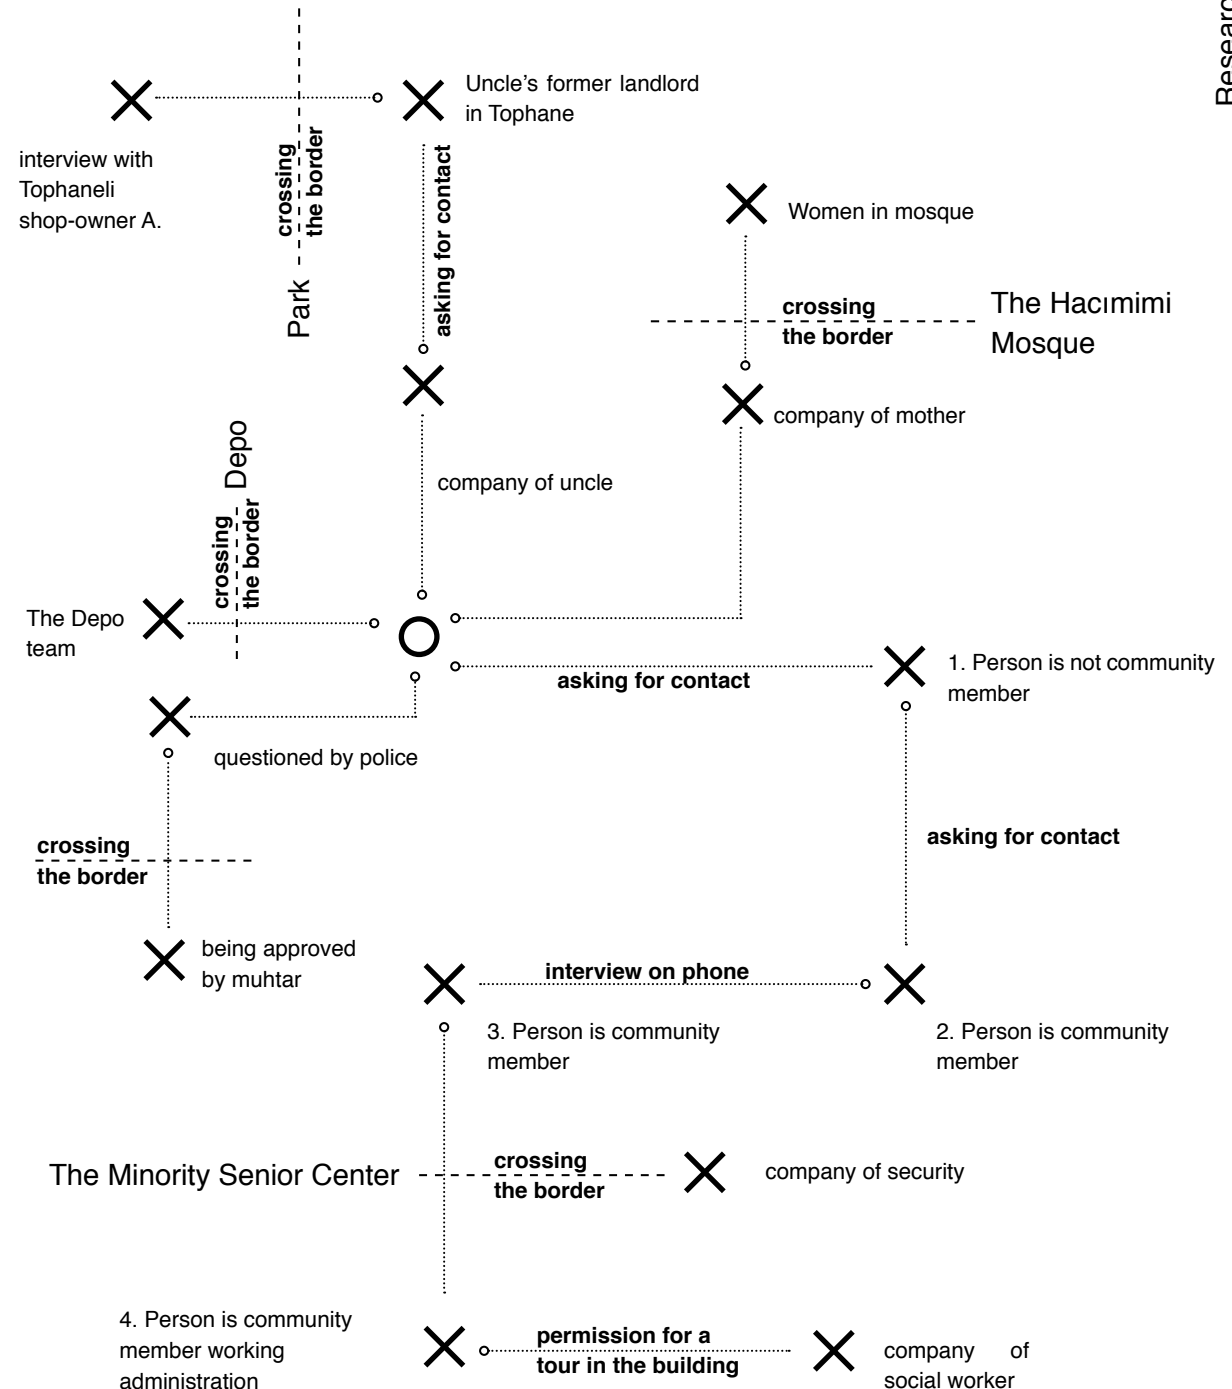 Uncle's former landlord
in Tophane
interview with
Tophaneli
shop-owner A.
crossing
the border
Park
asking for contact
Women in mosque
crossing
the border
The Hacımimi
Mosque
company of mother
company of uncle
Depo
crossing
the border
The Depo
team
1. Person is not community
member
asking for contact
questioned by police
crossing
the border
asking for contact
being approved
by muhtar
interview on phone
3. Person is community
member
2. Person is community
member
The Minority Senior Center
crossing
the border
company of security
4. Person is community
member working
administration
permission for a
tour in the building
company of
social worker